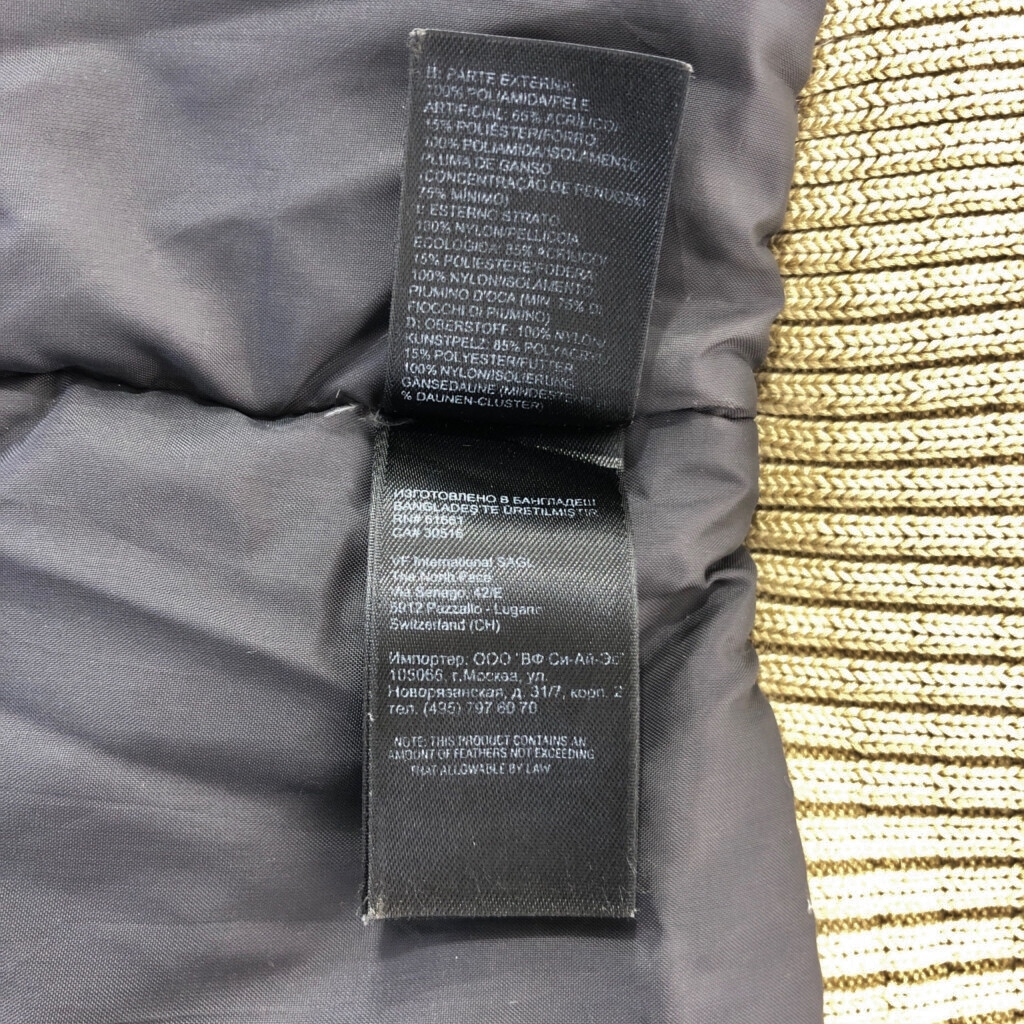 B: PARTE EXTERNA:
100% POLIAMIDA/PELE
ARTIFICIAL: 85% ACRÍLICO/
15% POLIÉSTER/FORRO
100% POLIAMIDA/ISOLAMENTO
PLUMA DE GANSO
(CONCENTRAÇÃO DE PENUGEM
75% MÍNIMO)
I: ESTERNO STRATO
100% NYLON/PELLICCIA
ECOLOGICA: 85% ACRILICO/
15% POLIESTERE/FODERA
100% NYLON/ISOLAMENTO
PIUMINO D'OCA (MIN. 75% DI
FIOCCHI DI PIUMINO)
D: OBERSTOFF: 100% NYLON/
KUNSTPELZ: 85% POLYACRYL
15% POLYESTER/FUTTER
100% NYLON/ISOLIERUNG
GÄNSEDAUNE (MINDESTENS
% DAUNEN-CLUSTER)
ИЗГОТОВЛЕНО В БАНГЛАДЕШ
BANGLADEŞ'TE ÜRETİLMİŞTİR
RN# 61661
CA# 30516
VF International SAGL
The North Face
Via Senago, 42/E
6912 Pazzallo - Lugano
Switzerland (CH)
Импортер: ООО "ВФ Си-Ай-Эс"
105066, г.Москва, ул.
Новорязанская, д. 31/7, корп. 2
тел. (495) 797 60 70
NOTE: THIS PRODUCT CONTAINS AN
AMOUNT OF FEATHERS NOT EXCEEDING
THAT ALLOWABLE BY LAW